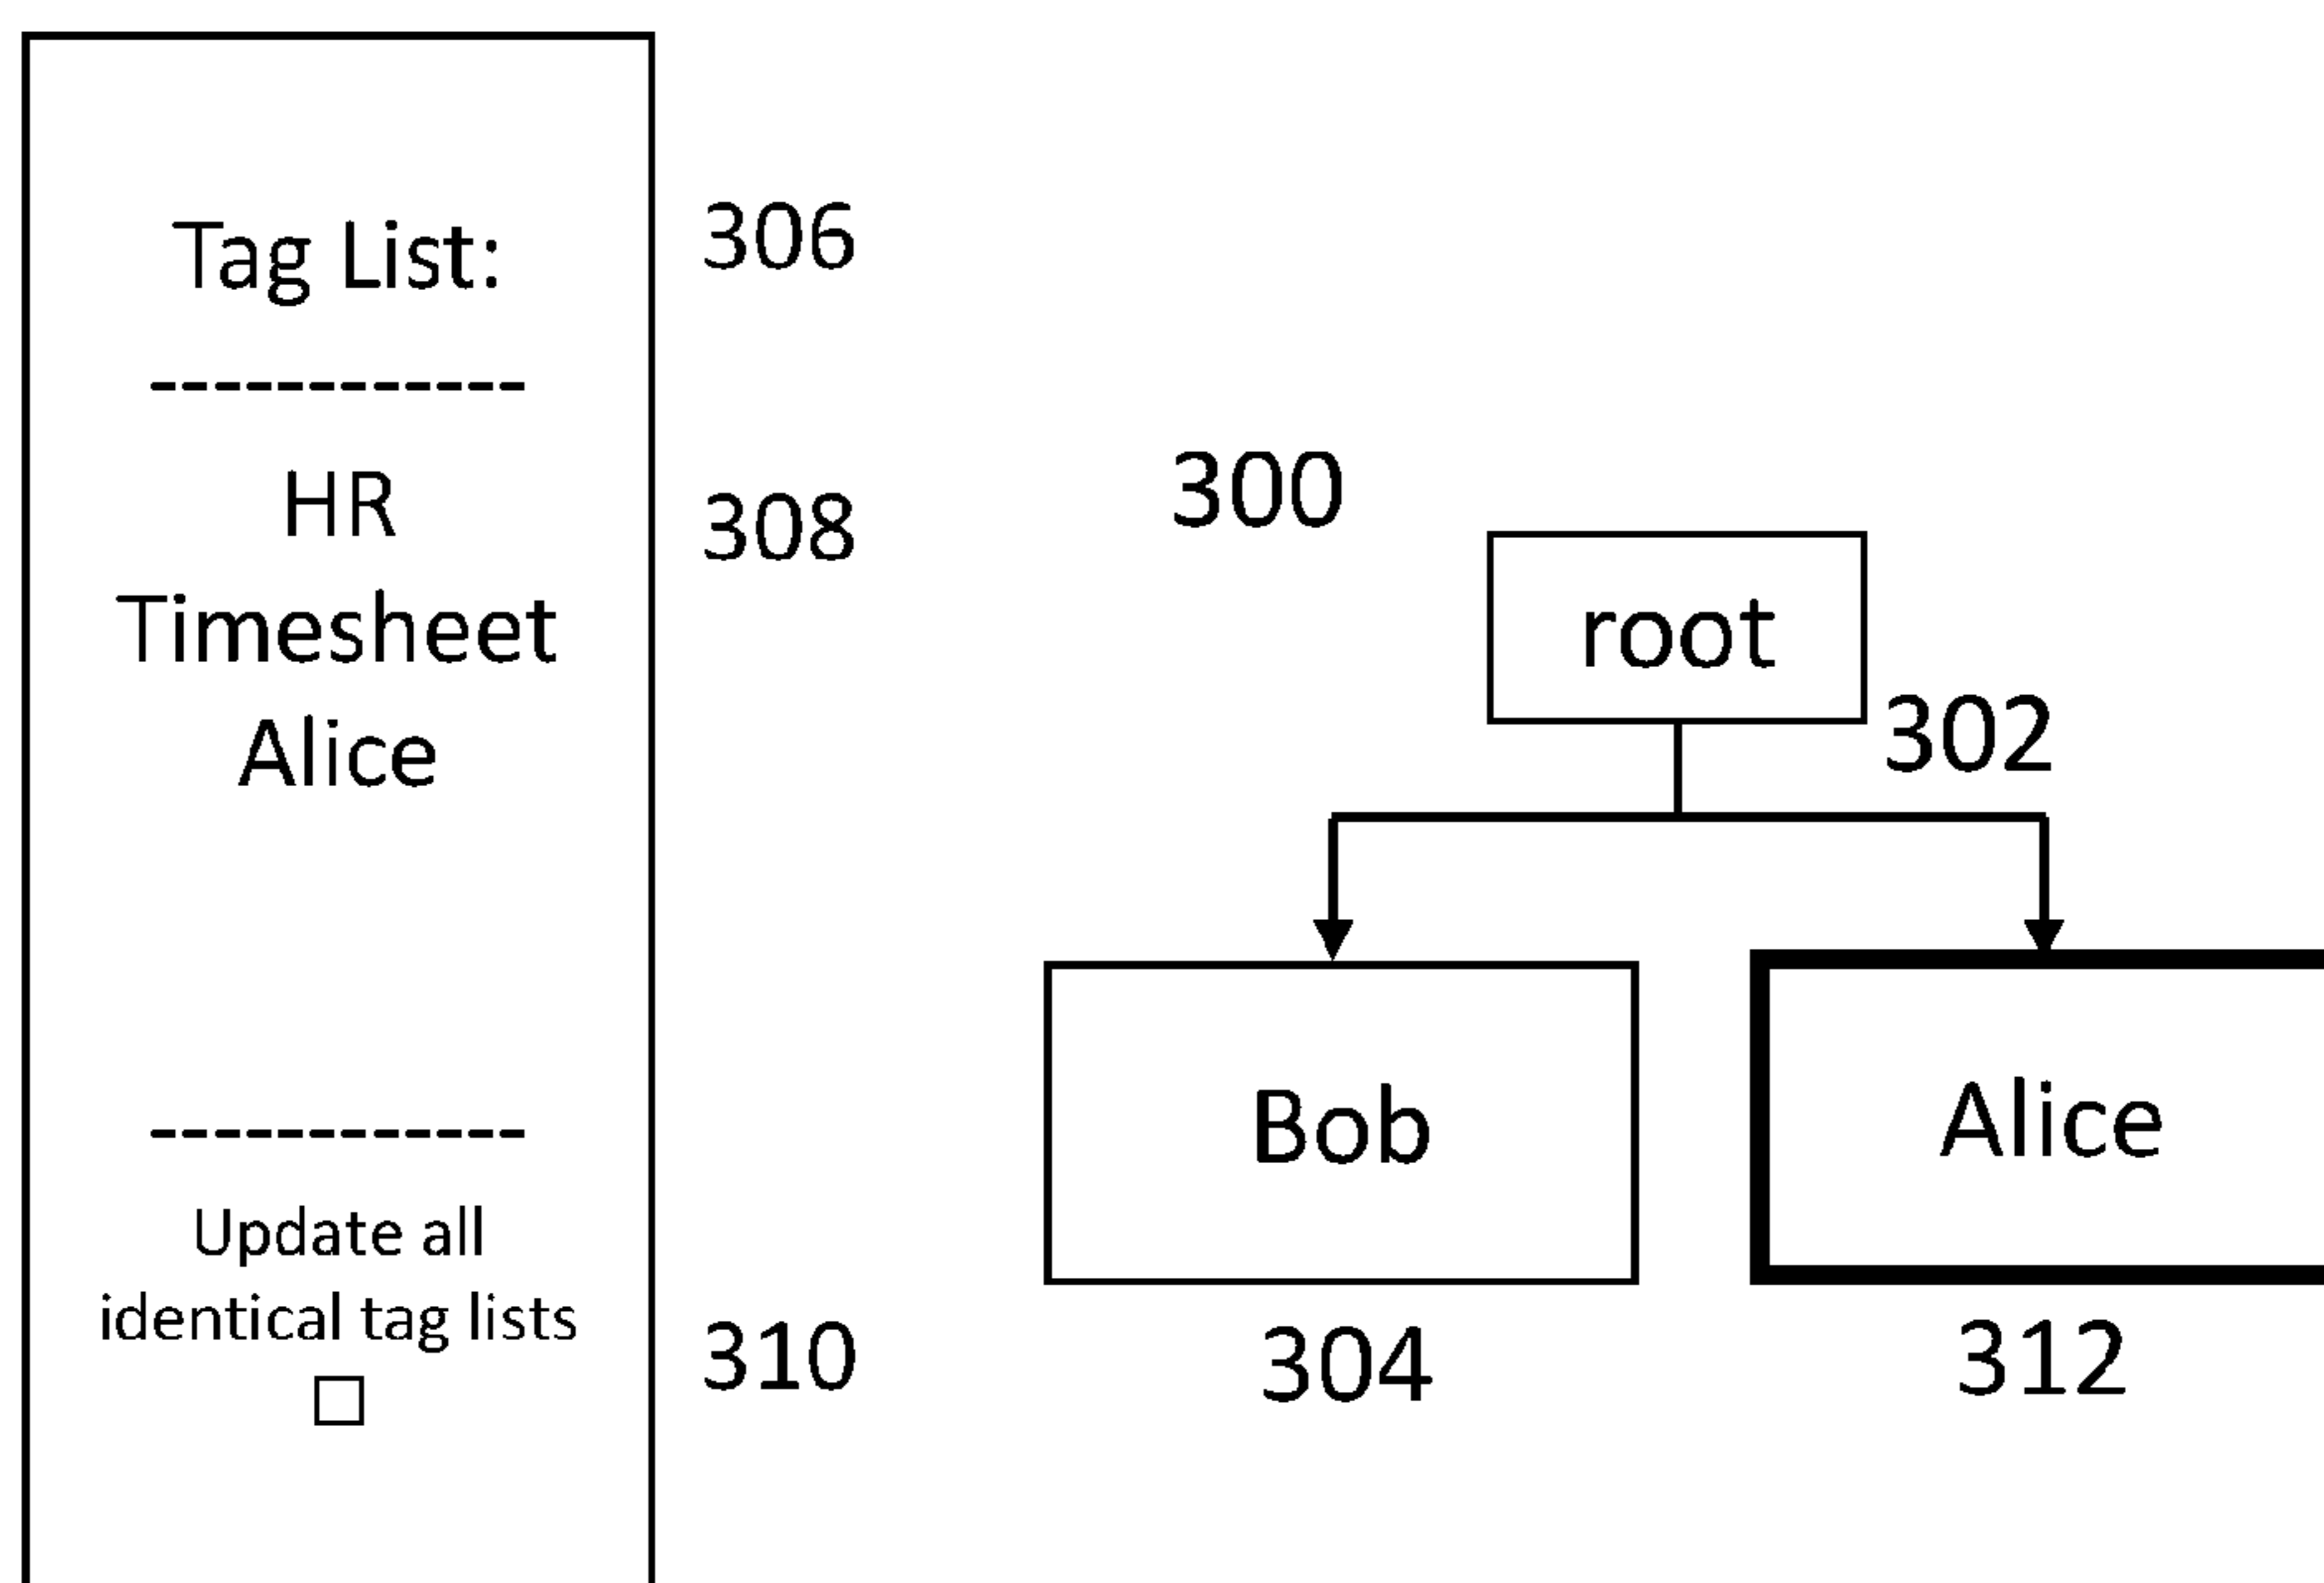 Tag List:
306
------------
HR
308
Timesheet
Alice
------------
Update all
identical tag lists
310
□
300
root
302
Bob
Alice
304
312